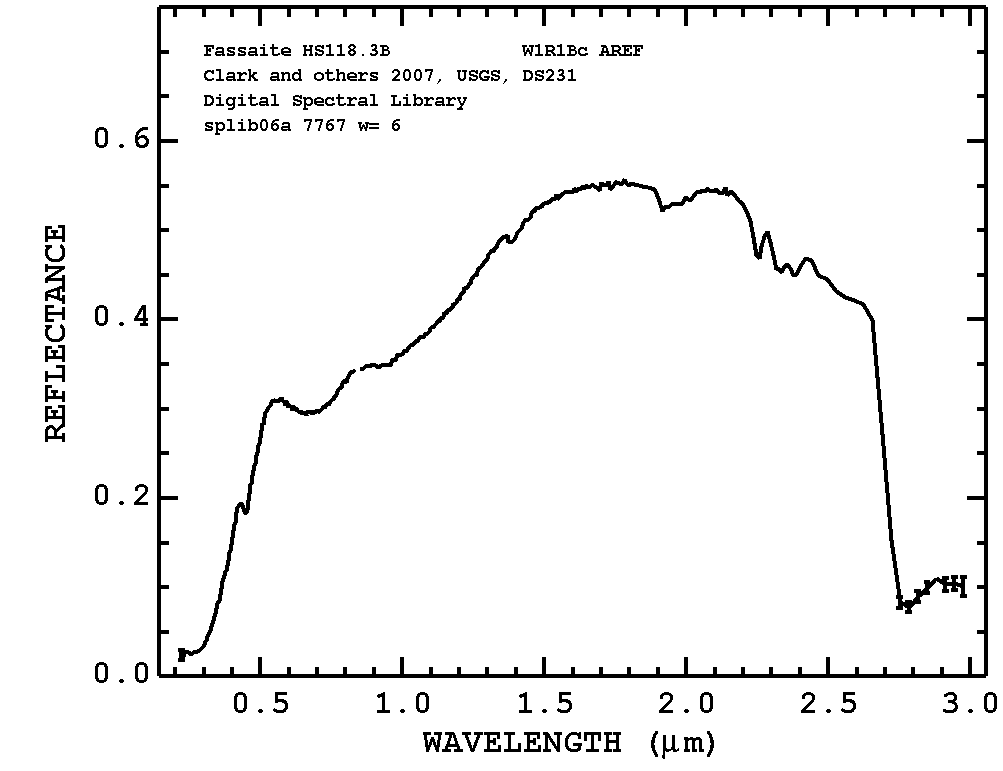 Fassaite HS118.3B W1R1Bc AREF
Clark and others 2007, USGS, DS231
Digital Spectral Library
splib06a 7767 w= 6
0.6
0.4
0.2
0.0
REFLECTANCE
0.5 1.0 1.5 2.0 2.5 3.0
WAVELENGTH (μm)